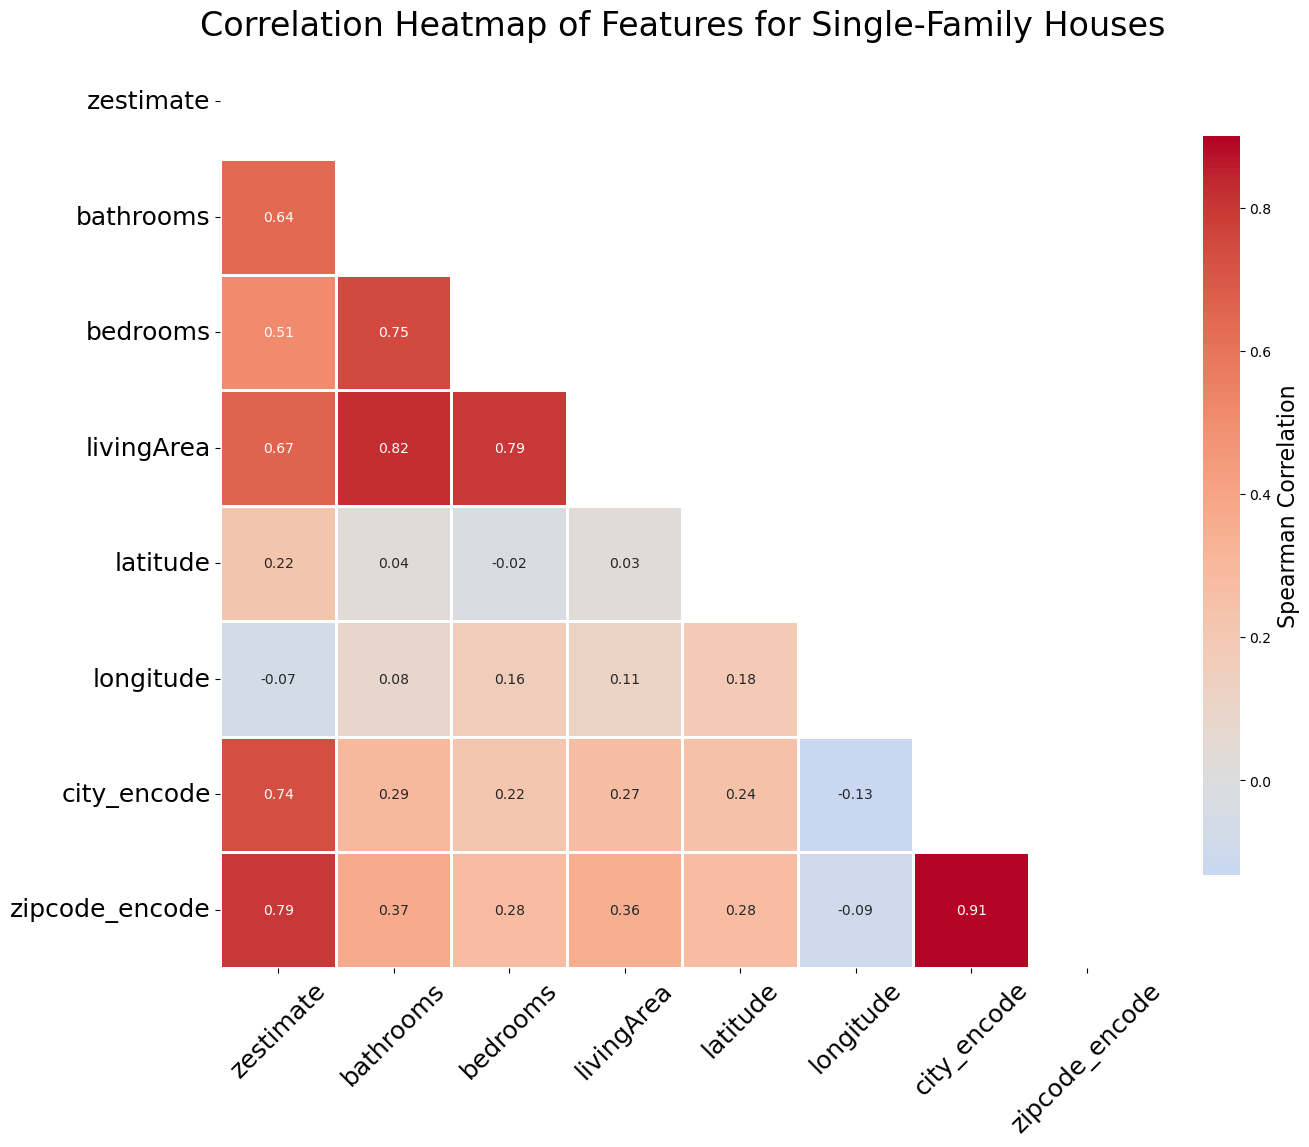 Correlation Heatmap of Features for Single-Family Houses
zestimate
bathrooms
0.64
bedrooms
0.51 0.75
livingArea
0.67 0.82 0.79
latitude
0.22 0.04 -0.02 0.03
longitude
-0.07 0.08 0.16 0.11 0.18
city_encode
0.74 0.29 0.22 0.27 0.24 -0.13
zipcode_encode
0.79 0.37 0.28 0.36 0.28 -0.09 0.91
zestimate
bathrooms
bedrooms
livingArea
latitude
longitude
city_encode
zipcode_encode
0.8
0.6
0.4
0.2
0.0
Spearman Correlation